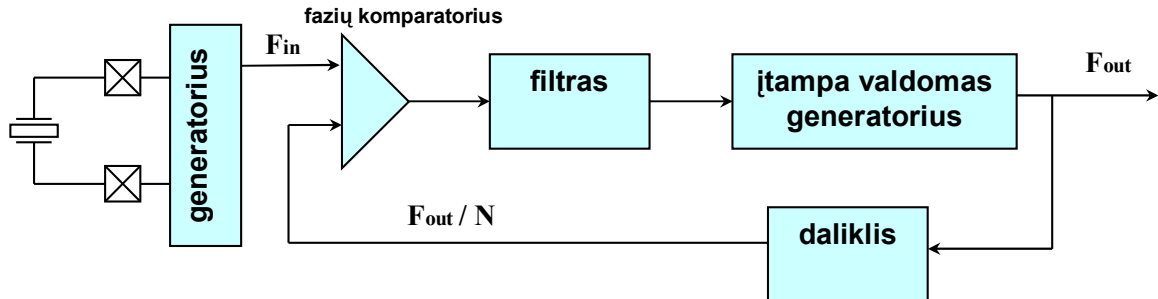 fazių komparatorius
generatorius
Fin
filtras
įtampa valdomas
generatorius
Fout
Fout / N
daliklis